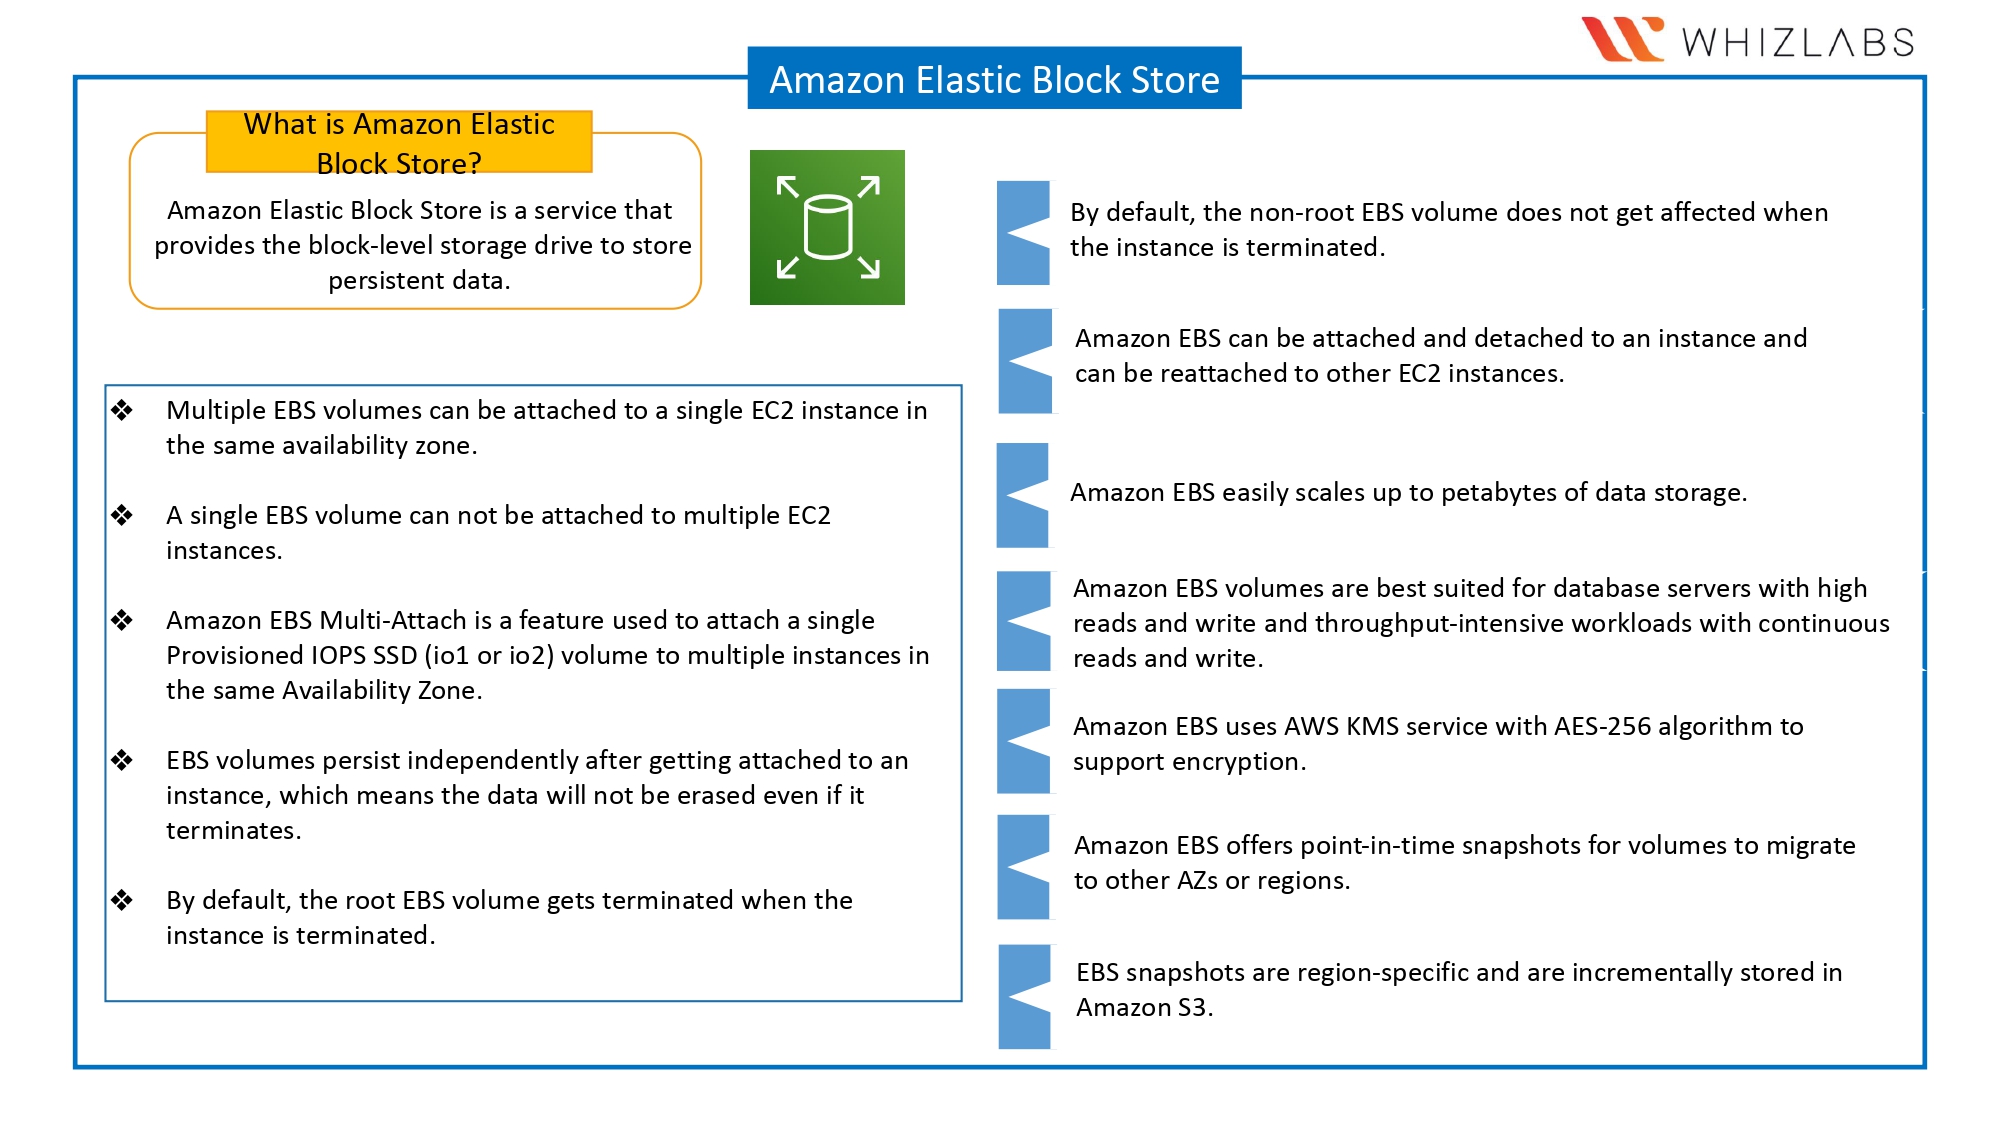 WHIZLABS
Amazon Elastic Block Store
What is Amazon Elastic
Block Store?
Amazon Elastic Block Store is a service that
provides the block-level storage drive to store
persistent data.
❖ Multiple EBS volumes can be attached to a single EC2 instance in
the same availability zone.
❖ A single EBS volume can not be attached to multiple EC2
instances.
❖ Amazon EBS Multi-Attach is a feature used to attach a single
Provisioned IOPS SSD (io1 or io2) volume to multiple instances in
the same Availability Zone.
❖ EBS volumes persist independently after getting attached to an
instance, which means the data will not be erased even if it
terminates.
❖ By default, the root EBS volume gets terminated when the
instance is terminated.
By default, the non-root EBS volume does not get affected when
the instance is terminated.
Amazon EBS can be attached and detached to an instance and
can be reattached to other EC2 instances.
Amazon EBS easily scales up to petabytes of data storage.
Amazon EBS volumes are best suited for database servers with high
reads and write and throughput-intensive workloads with continuous
reads and write.
Amazon EBS uses AWS KMS service with AES-256 algorithm to
support encryption.
Amazon EBS offers point-in-time snapshots for volumes to migrate
to other AZs or regions.
EBS snapshots are region-specific and are incrementally stored in
Amazon S3.